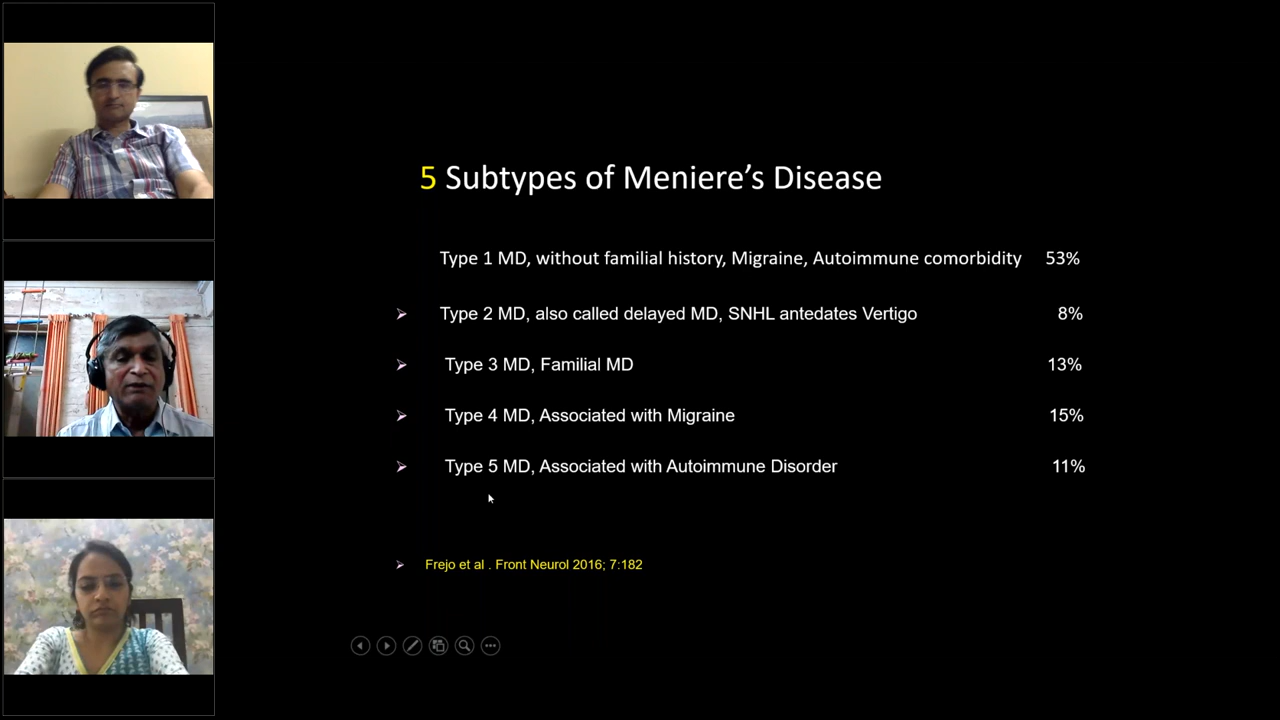 5 Subtypes of Meniere’s Disease
Type 1 MD, without familial history, Migraine, Autoimmune comorbidity 53%
Type 2 MD, also called delayed MD, SNHL antedates Vertigo 8%
Type 3 MD, Familial MD 13%
Type 4 MD, Associated with Migraine 15%
Type 5 MD, Associated with Autoimmune Disorder 11%
Frejo et al . Front Neurol 2016; 7:182